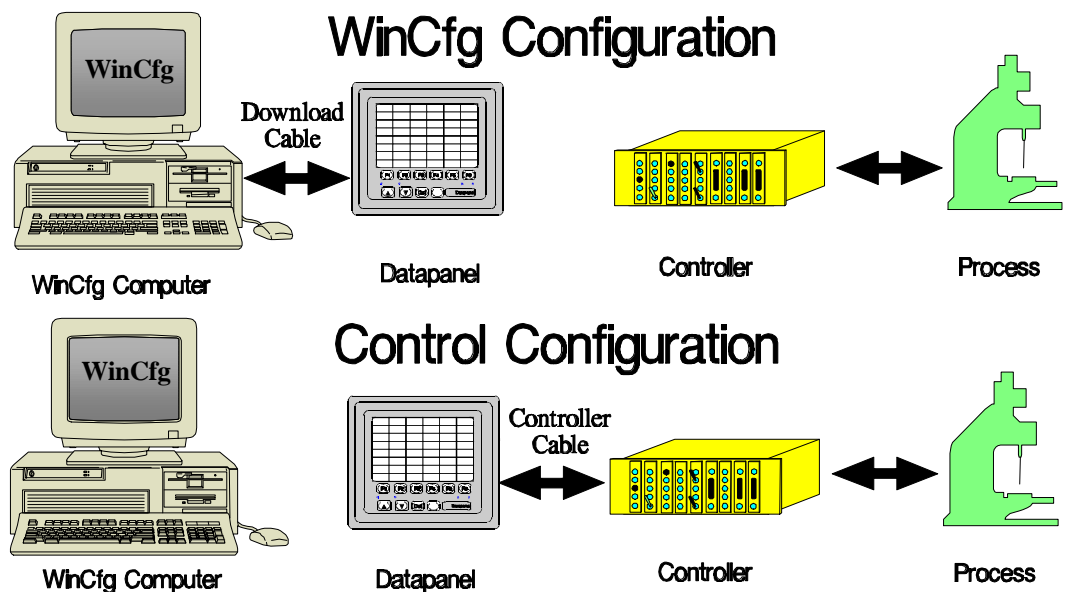 WinCfg Configuration
WinCfg
Download
Cable
WinCfg Computer
Datapanel
Controller
Process
Control Configuration
WinCfg
Controller
Cable
WinCfg Computer
Datapanel
Controller
Process